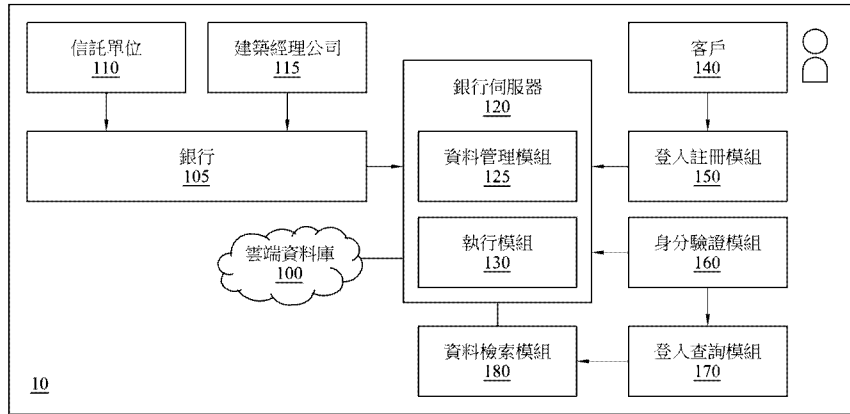 信託單位
110
建築經理公司
115
銀行
105
銀行伺服器
120
資料管理模組
125
執行模組
130
雲端資料庫
100
客戶
140
登入註冊模組
150
身分驗證模組
160
登入查詢模組
170
資料檢索模組
180
10